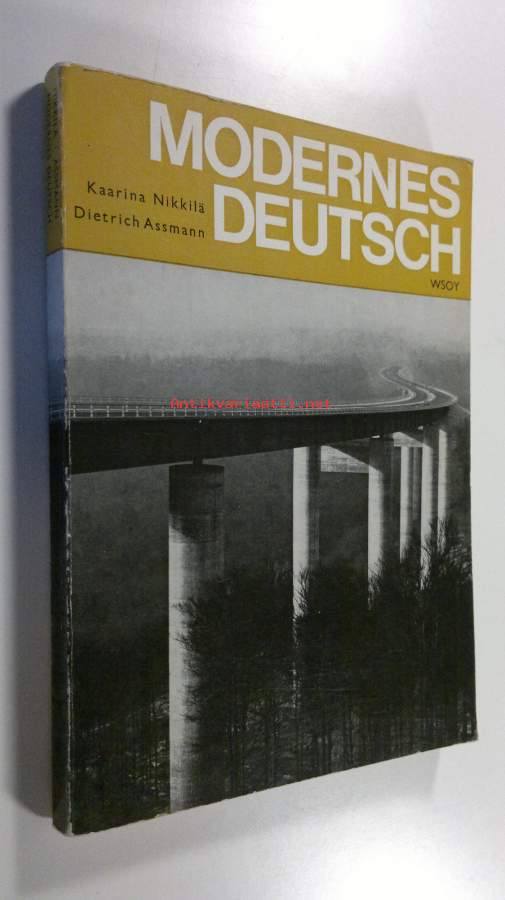 MODERNES
DEUTSCH
Kaarina Nikkilä
Dietrich Assmann
WSOY
Antikvariaatti.net